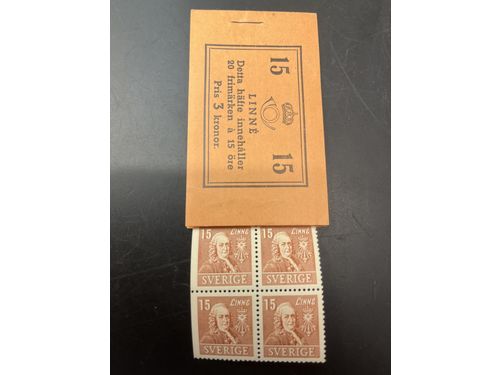 15 15
LINNÉ
Detta häfte innehåller
20 frimärken à 15 öre
Pris 3 kronor.
15 LINNÉ
SVERIGE
15 LINNÉ
SVERIGE
15 LINNÉ
SVERIGE
15 LINNÉ
SVERIGE